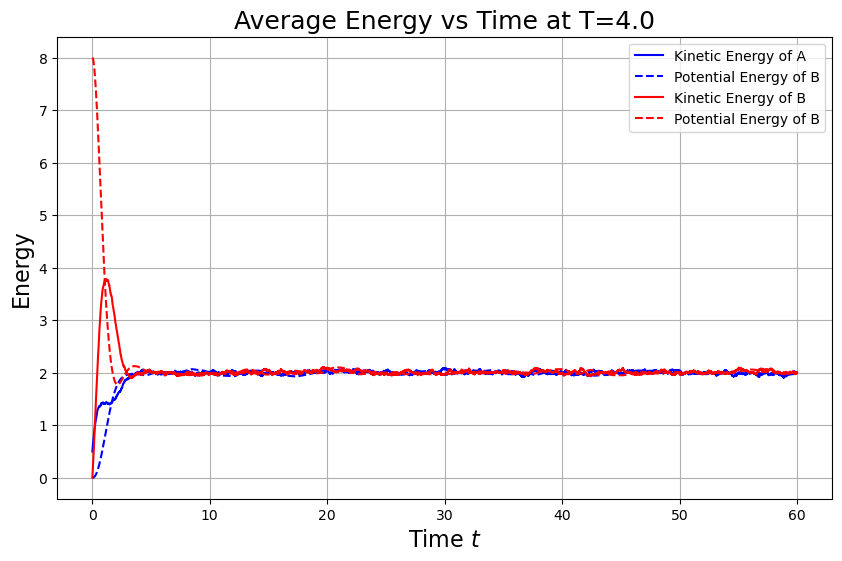 Average Energy vs Time at T=4.0
Kinetic Energy of A
Potential Energy of B
Kinetic Energy of B
Potential Energy of B
Energy
8
7
6
5
4
3
2
1
0
0 10 20 30 40 50 60
Time t